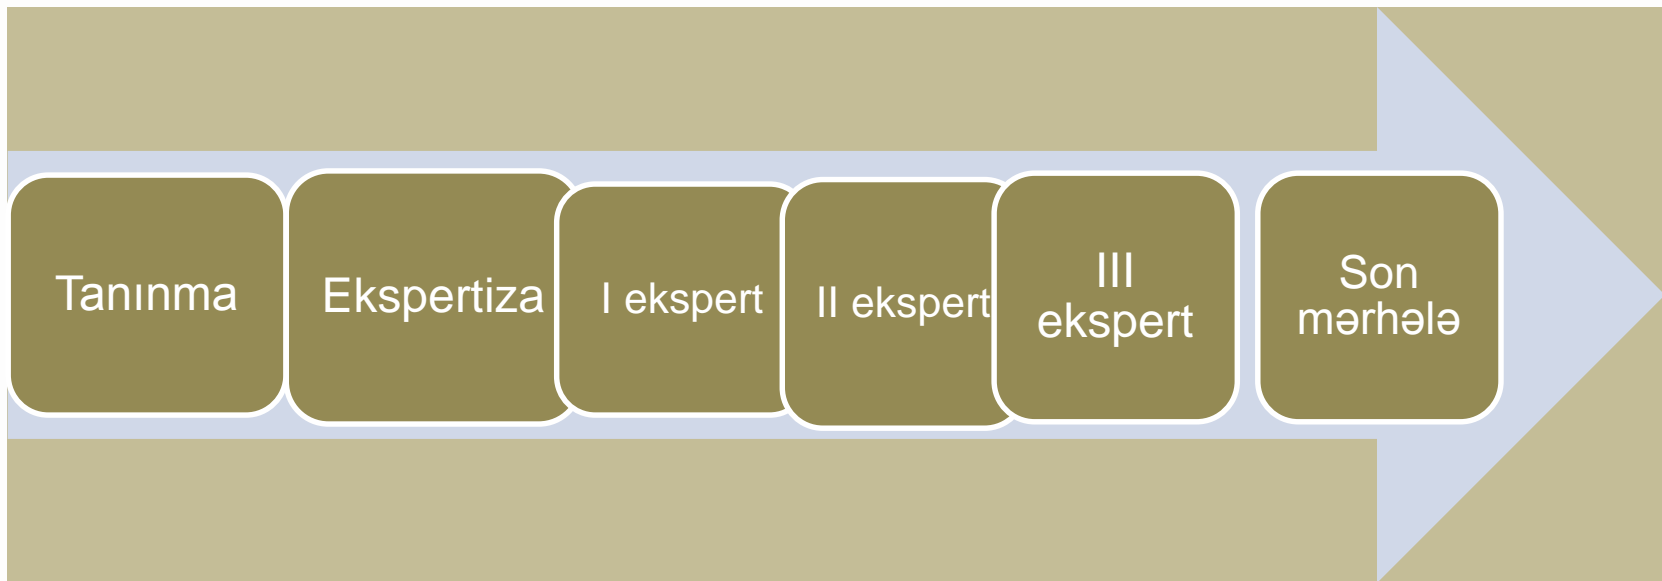 Tanınma
Ekspertiza
I ekspert
II ekspert
III
ekspert
Son
mərhələ